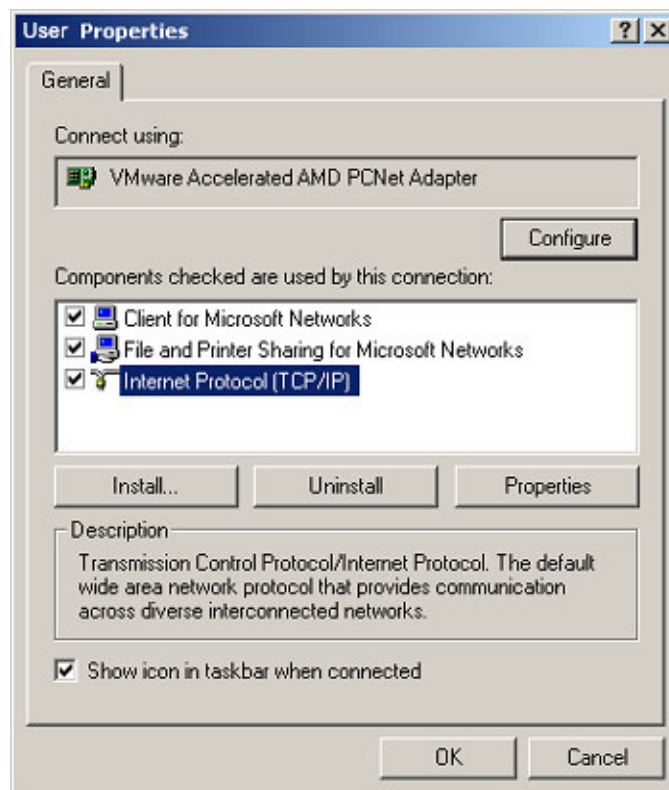 User Properties
General
Connect using:
VMware Accelerated AMD PCNet Adapter
Configure
Components checked are used by this connection:
Client for Microsoft Networks
File and Printer Sharing for Microsoft Networks
Internet Protocol (TCP/IP)
Install... Uninstall Properties
Description
Transmission Control Protocol/Internet Protocol. The default
wide area network protocol that provides communication
across diverse interconnected networks.
Show icon in taskbar when connected
OK Cancel